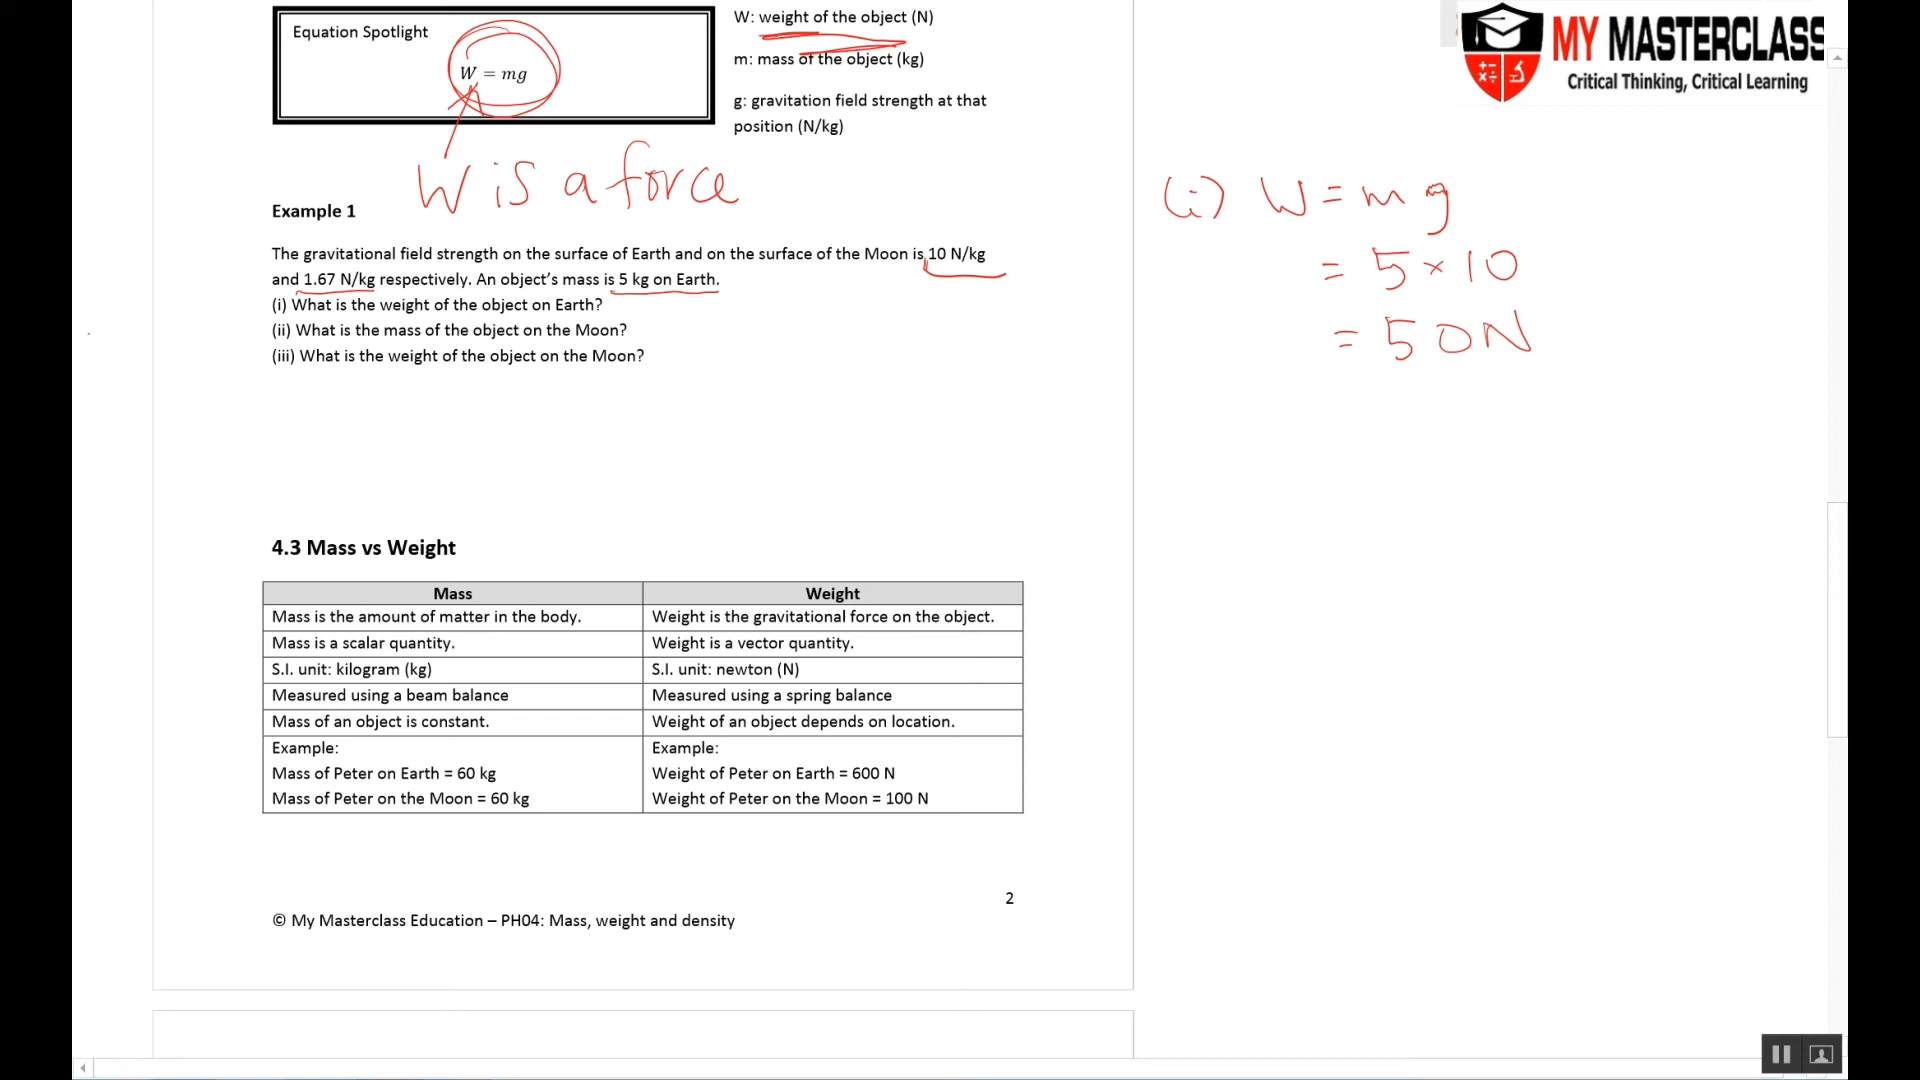 Equation Spotlight
W = mg
W: weight of the object (N)
m: mass of the object (kg)
g: gravitation field strength at that
position (N/kg)
MY MASTERCLASS
Critical Thinking, Critical Learning
W is a force
Example 1
The gravitational field strength on the surface of Earth and on the surface of the Moon is 10 N/kg
and 1.67 N/kg respectively. An object’s mass is 5 kg on Earth.
(i) What is the weight of the object on Earth?
(ii) What is the mass of the object on the Moon?
(iii) What is the weight of the object on the Moon?
(i) W = mg
= 5 × 10
= 50N
4.3 Mass vs Weight
Mass Weight
Mass is the amount of matter in the body. Weight is the gravitational force on the object.
Mass is a scalar quantity. Weight is a vector quantity.
S.I. unit: kilogram (kg) S.I. unit: newton (N)
Measured using a beam balance Measured using a spring balance
Mass of an object is constant. Weight of an object depends on location.
Example: Example:
Mass of Peter on Earth = 60 kg Weight of Peter on Earth = 600 N
Mass of Peter on the Moon = 60 kg Weight of Peter on the Moon = 100 N
2
© My Masterclass Education – PH04: Mass, weight and density